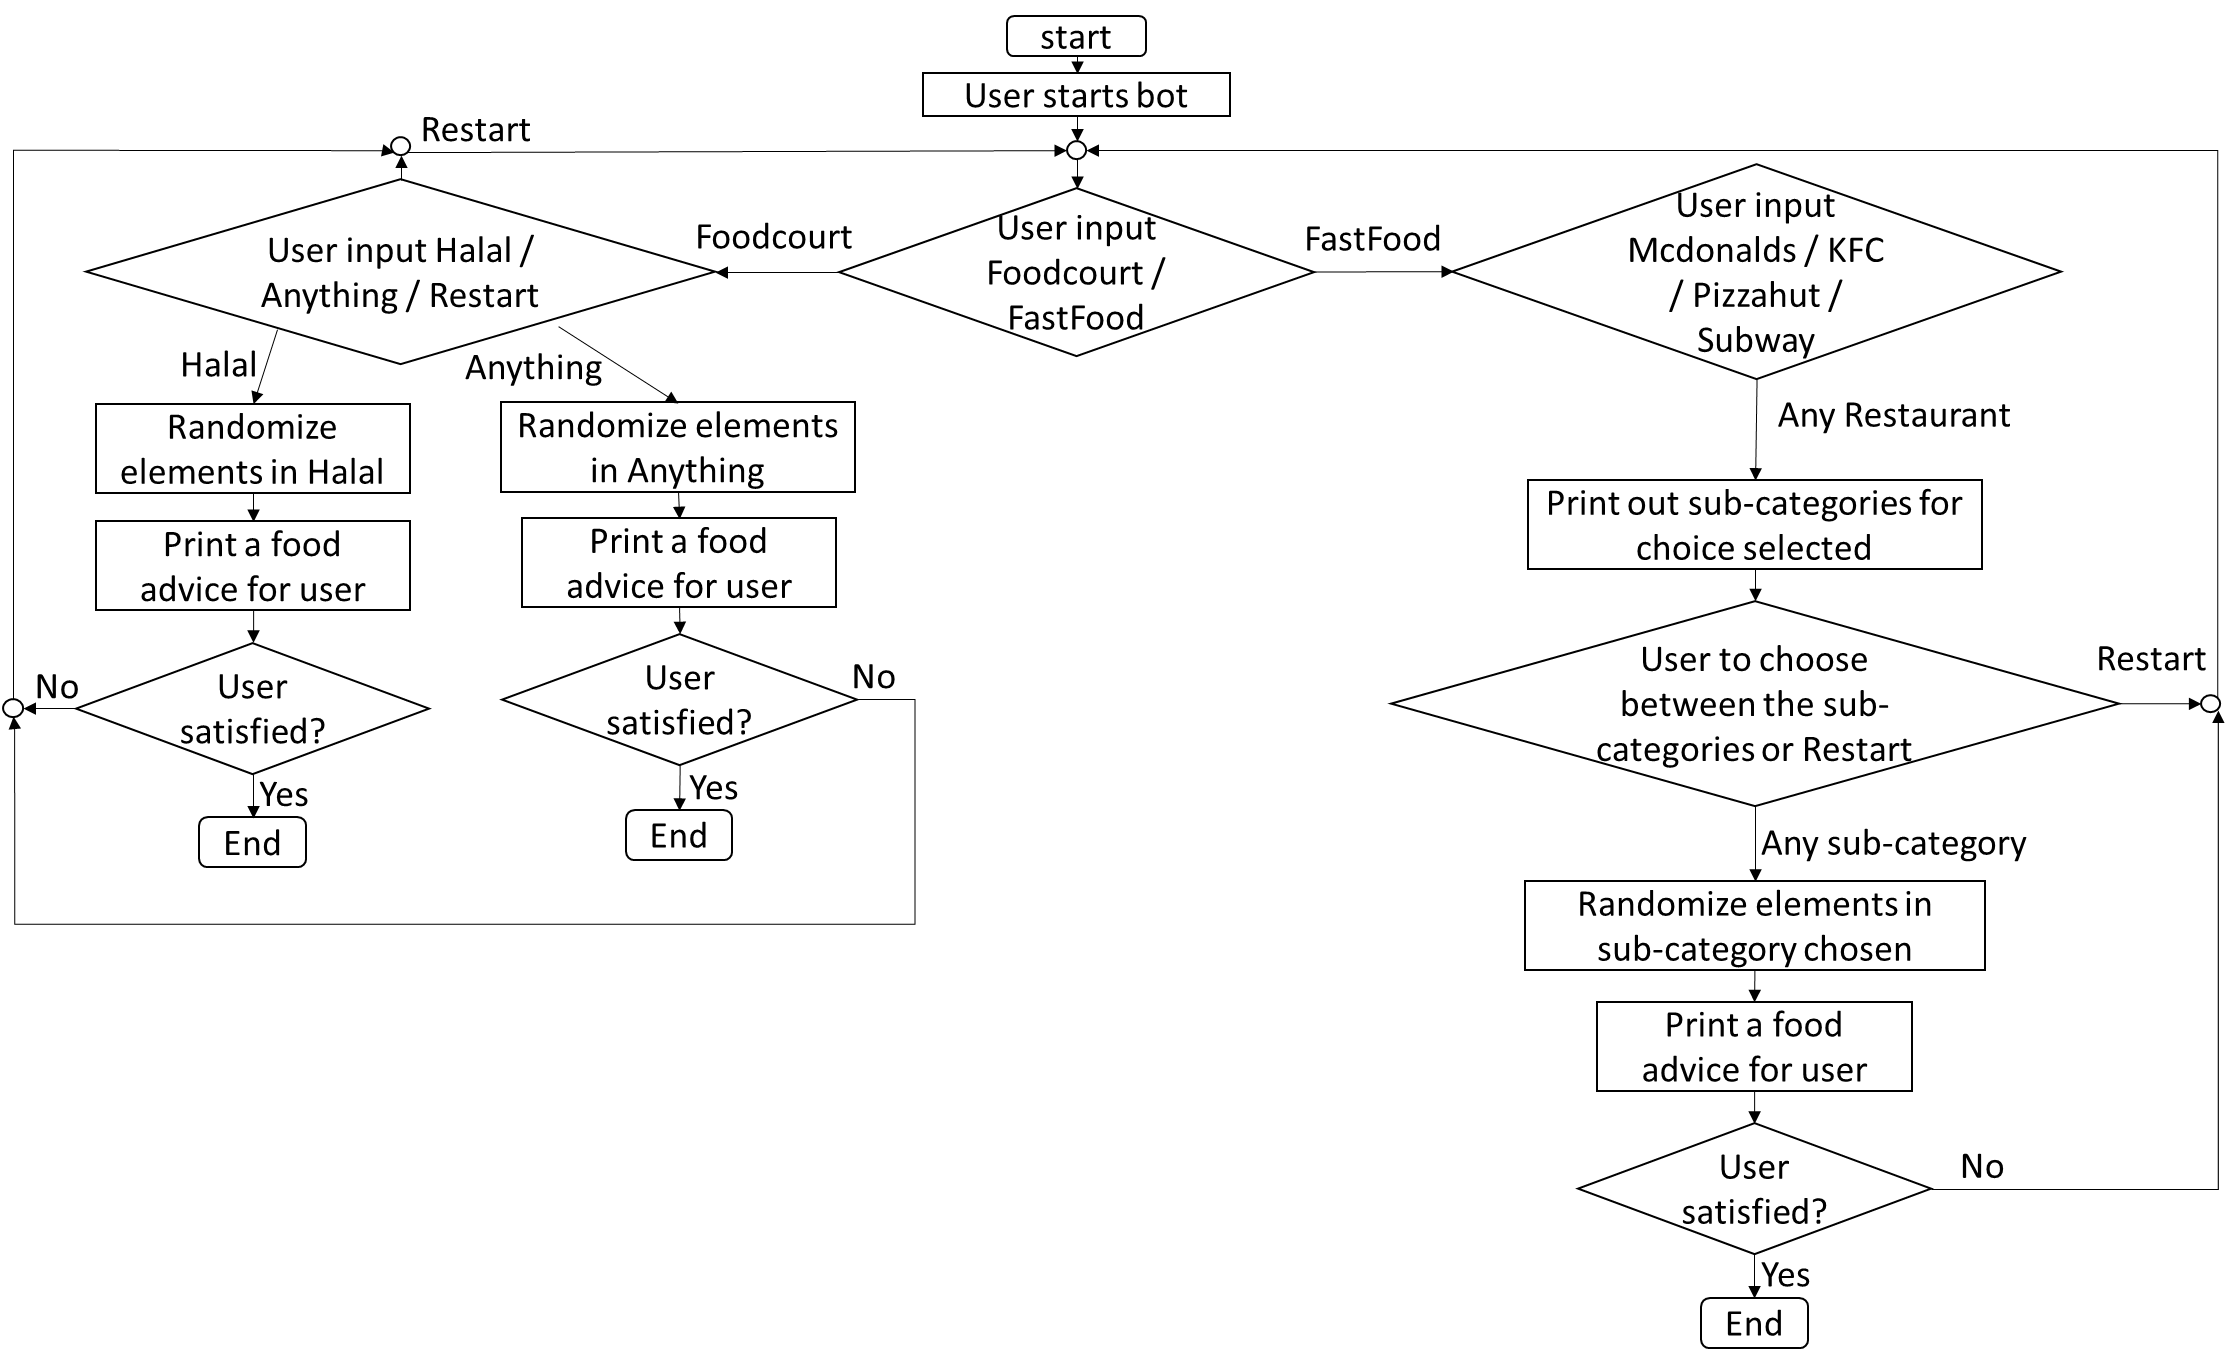 start
User starts bot
Restart
User input Halal /
Anything / Restart
Foodcourt
User input
Foodcourt /
FastFood
FastFood
User input
Mcdonalds / KFC
/ Pizzahut /
Subway
Halal
Anything
Randomize
elements in Halal
Randomize elements
in Anything
Print a food
advice for user
Print a food
advice for user
No
User
satisfied?
User
satisfied?
No
Yes
End
Yes
End
Any Restaurant
Print out sub-categories for
choice selected
User to choose
between the sub-
categories or Restart
Restart
Any sub-category
Randomize elements in
sub-category chosen
Print a food
advice for user
User
satisfied?
No
Yes
End